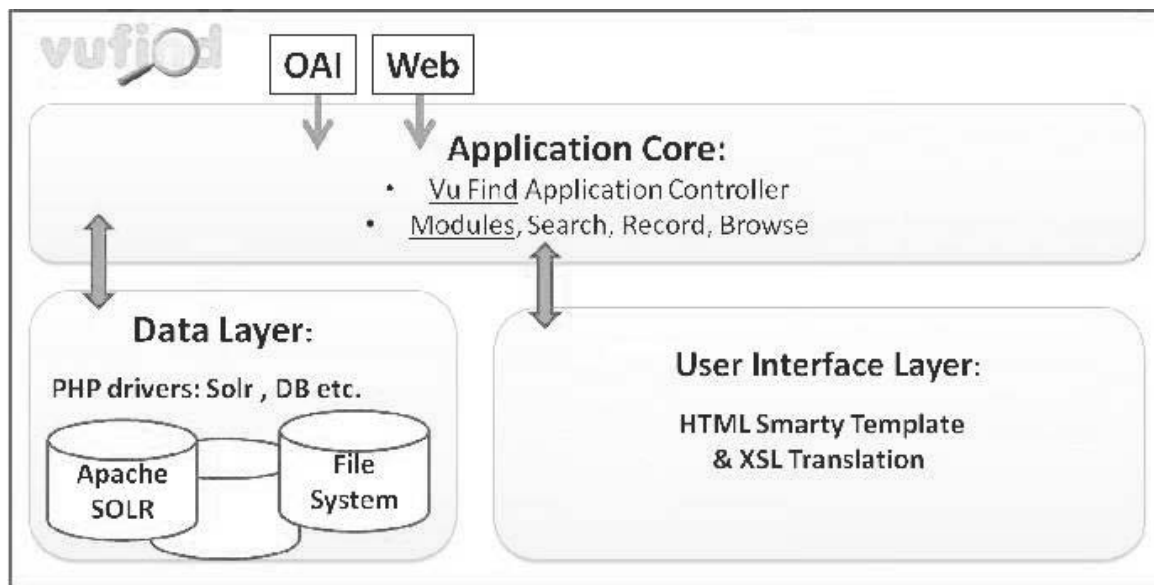 vufind
OAI
Web
Application Core:
• Vu Find Application Controller
• Modules, Search, Record, Browse
Data Layer:
PHP drivers: Solr , DB etc.
Apache
SOLR
File
System
User Interface Layer:
HTML Smarty Template
& XSL Translation